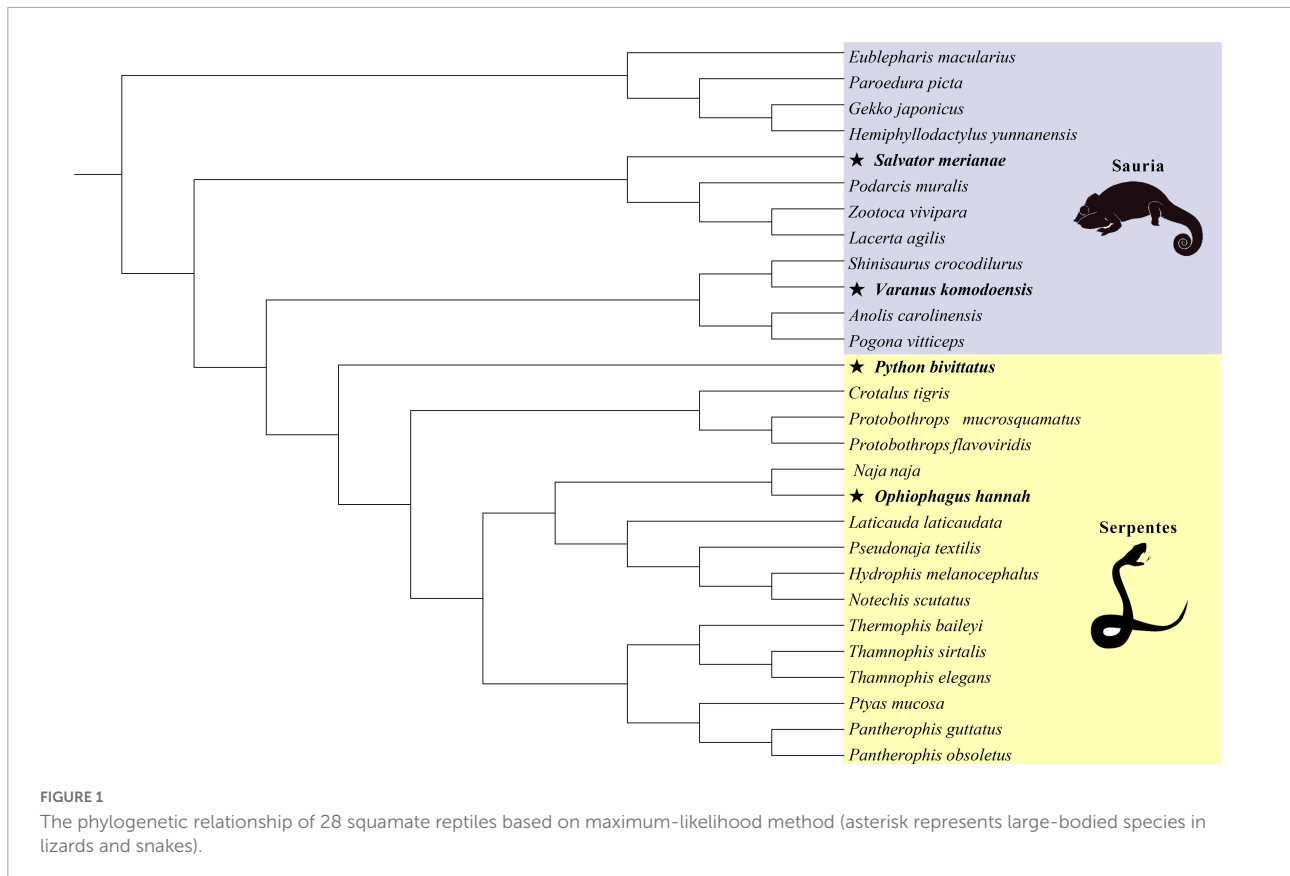 Eublepharis macularius
Paroedura picta
Gekko japonicus
Hemiphyllodactylus yunnanensis
★ Salvator merianae
Sauria
Podarcis muralis
Zootoca vivipara
Lacerta agilis
Shinisaurus crocodilurus
★ Varanus komodoensis
Anolis carolinensis
Pogona vitticeps
★ Python bivittatus
Crotalus tigris
Protobothrops mucrosquamatus
Protobothrops flavoviridis
Naja naja
★ Ophiophagus hannah
Laticauda laticaudata
Serpentes
Pseudonaja textilis
Hydrophis melanocephalus
Notechis scutatus
Thermophis baileyi
Thamnophis sirtalis
Thamnophis elegans
Ptyas mucosa
Pantherophis guttatus
Pantherophis obsoletus
FIGURE 1
The phylogenetic relationship of 28 squamate reptiles based on maximum-likelihood method (asterisk represents large-bodied species in
lizards and snakes).